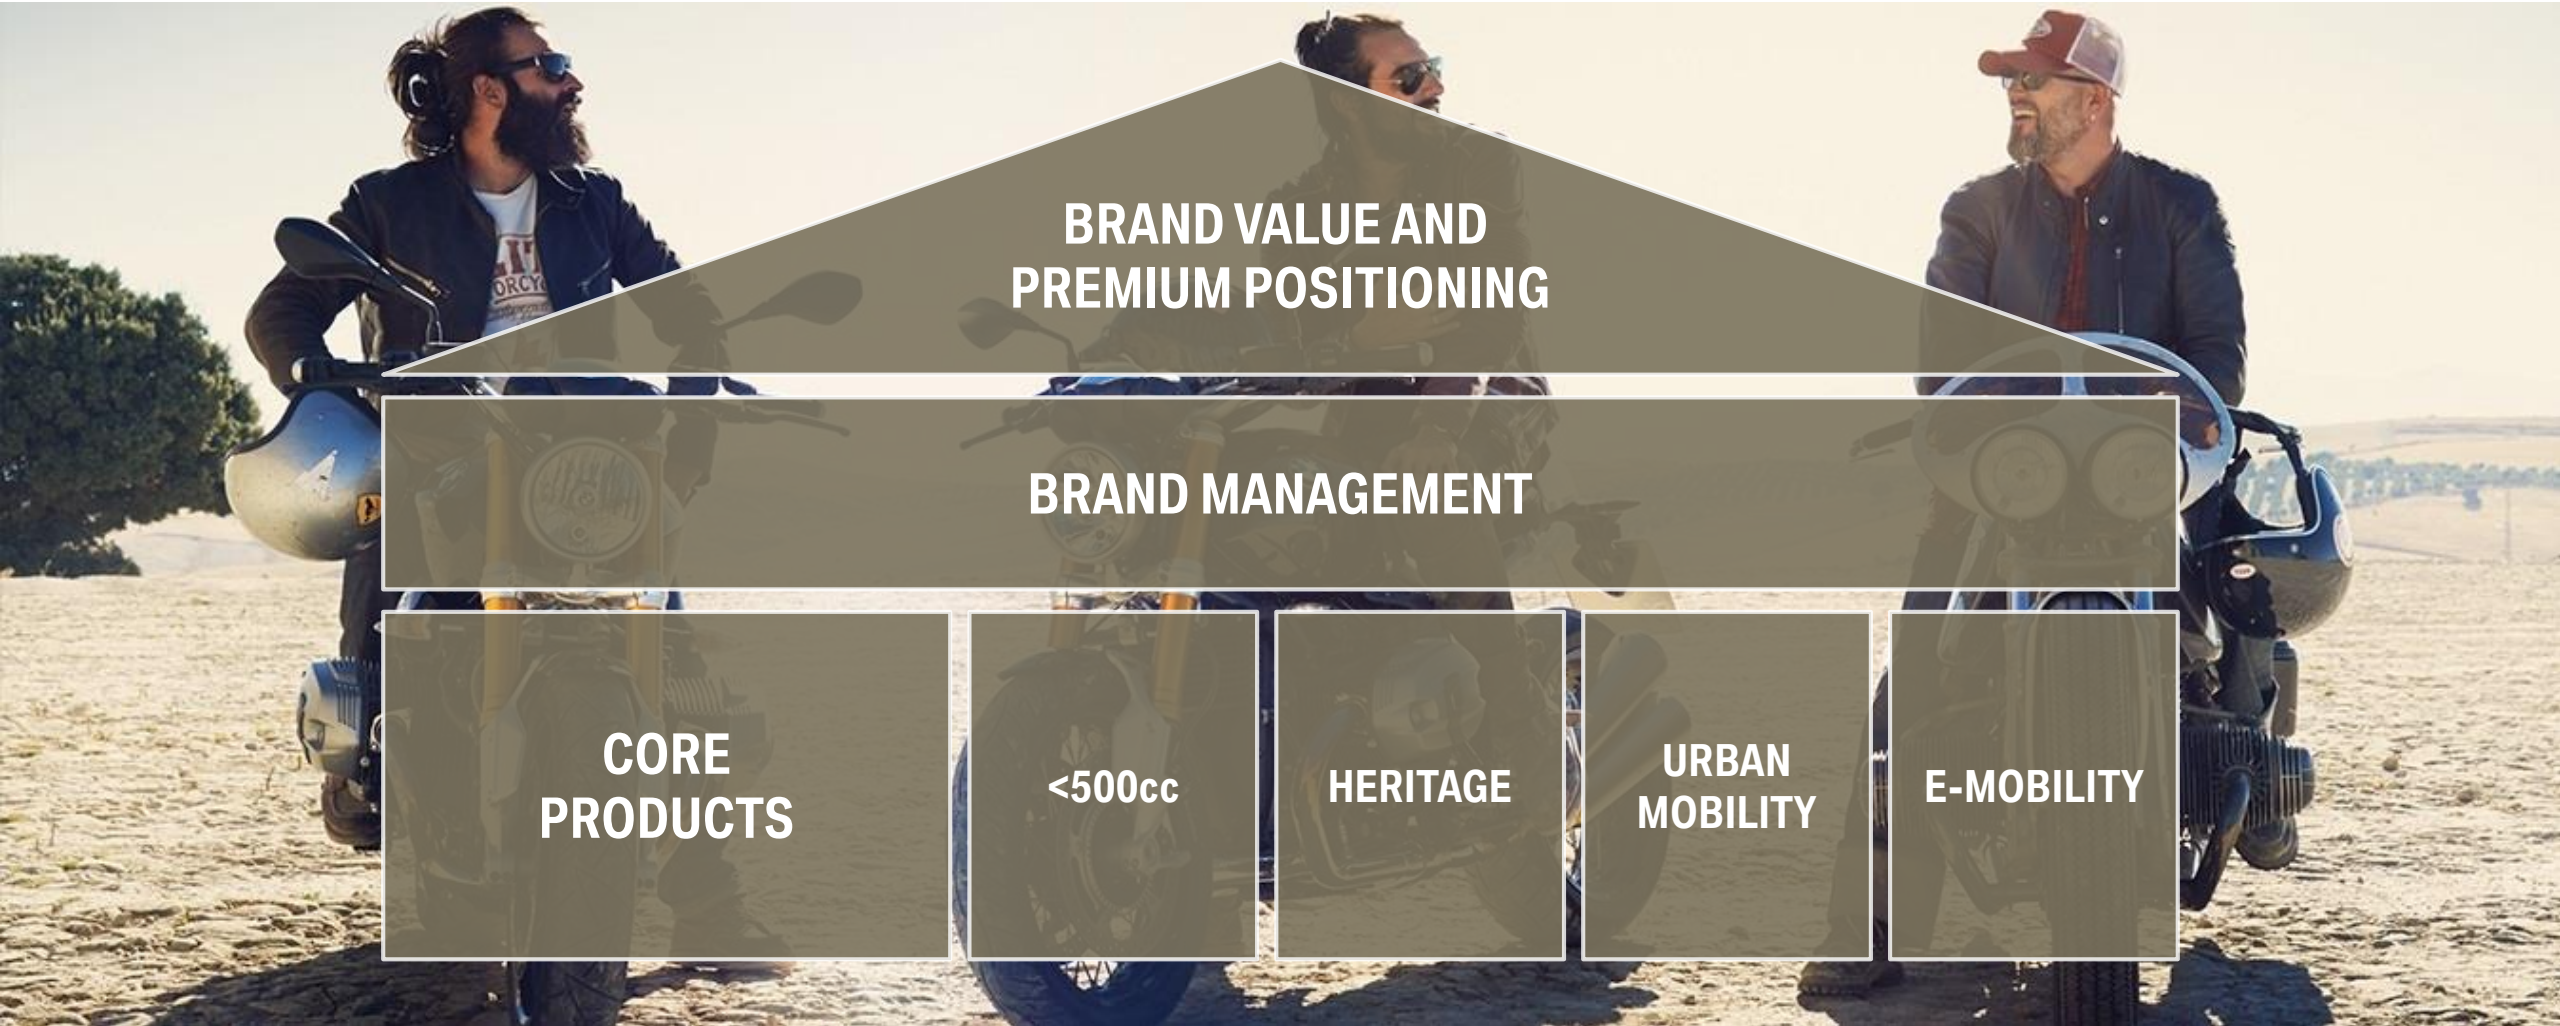 BRAND VALUE AND
PREMIUM POSITIONING
BRAND MANAGEMENT
CORE
PRODUCTS
<500cc
HERITAGE
URBAN
MOBILITY
E-MOBILITY